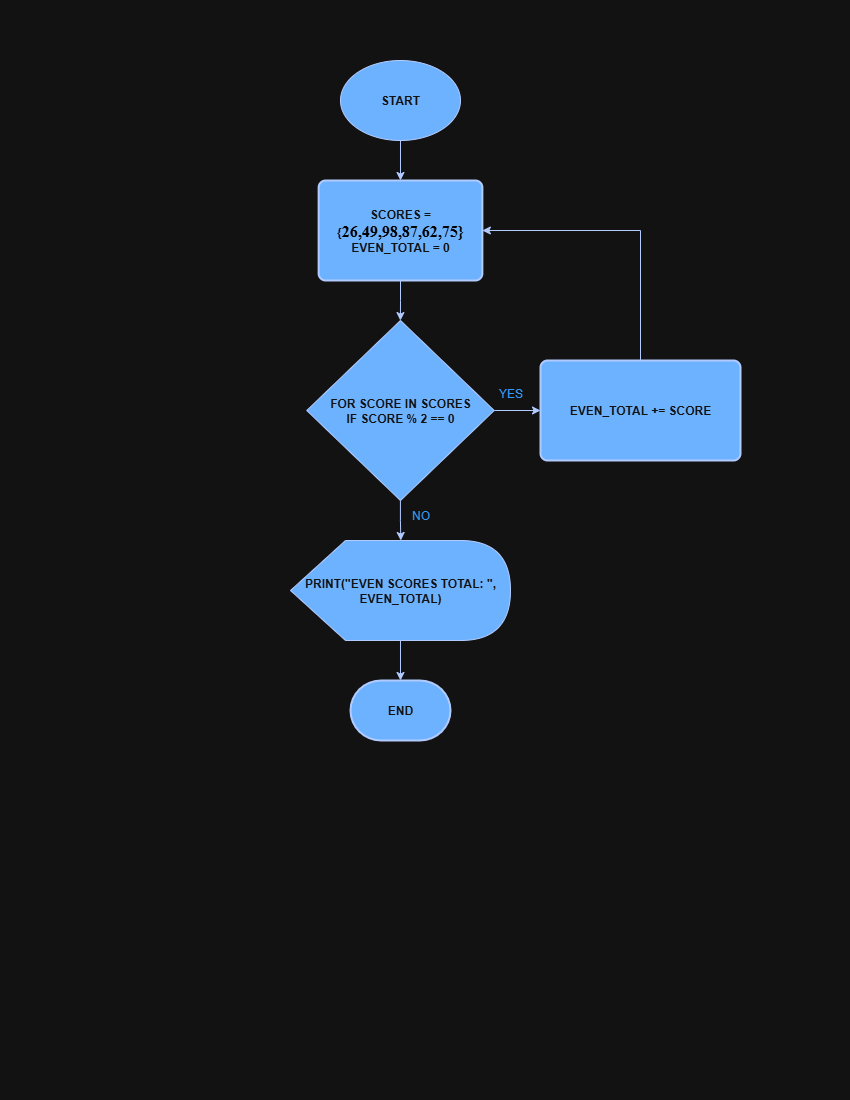 START
SCORES =
{26,49,98,87,62,75}
EVEN_TOTAL = 0
FOR SCORE IN SCORES
IF SCORE % 2 == 0
YES
EVEN_TOTAL += SCORE
NO
PRINT("EVEN SCORES TOTAL: ",
EVEN_TOTAL)
END